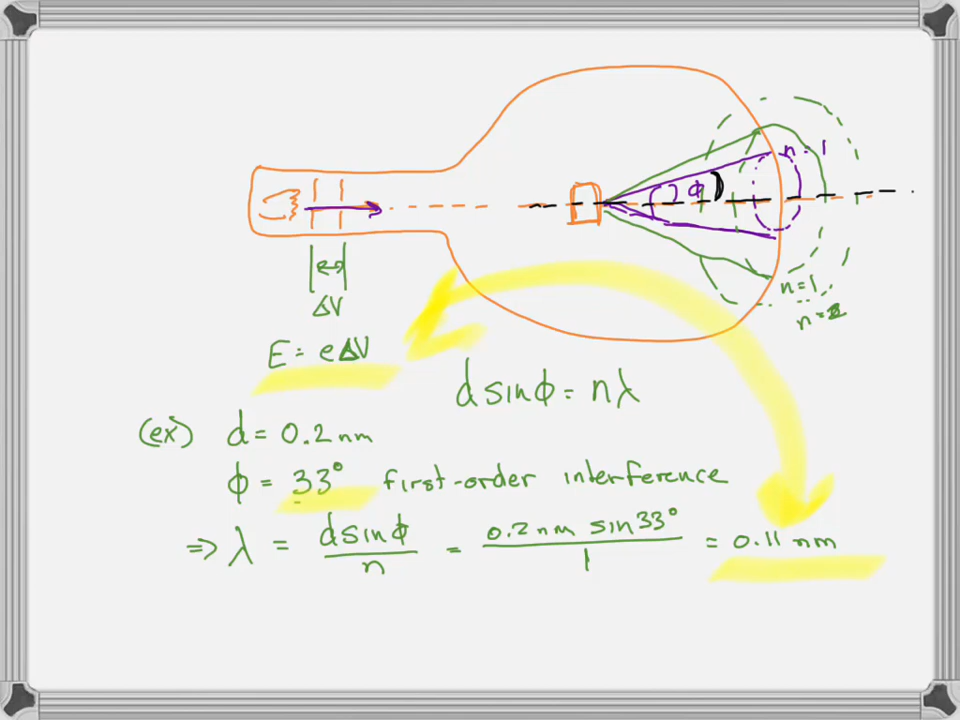 n = 1
ϕ
n = 1
n = 2
ΔV
E = eΔV
d sin ϕ = nλ
(ex) d = 0.2 nm
ϕ = 33° first-order interference
⇒ λ = d sin ϕ / n = 0.2 nm sin 33° / 1 = 0.11 nm